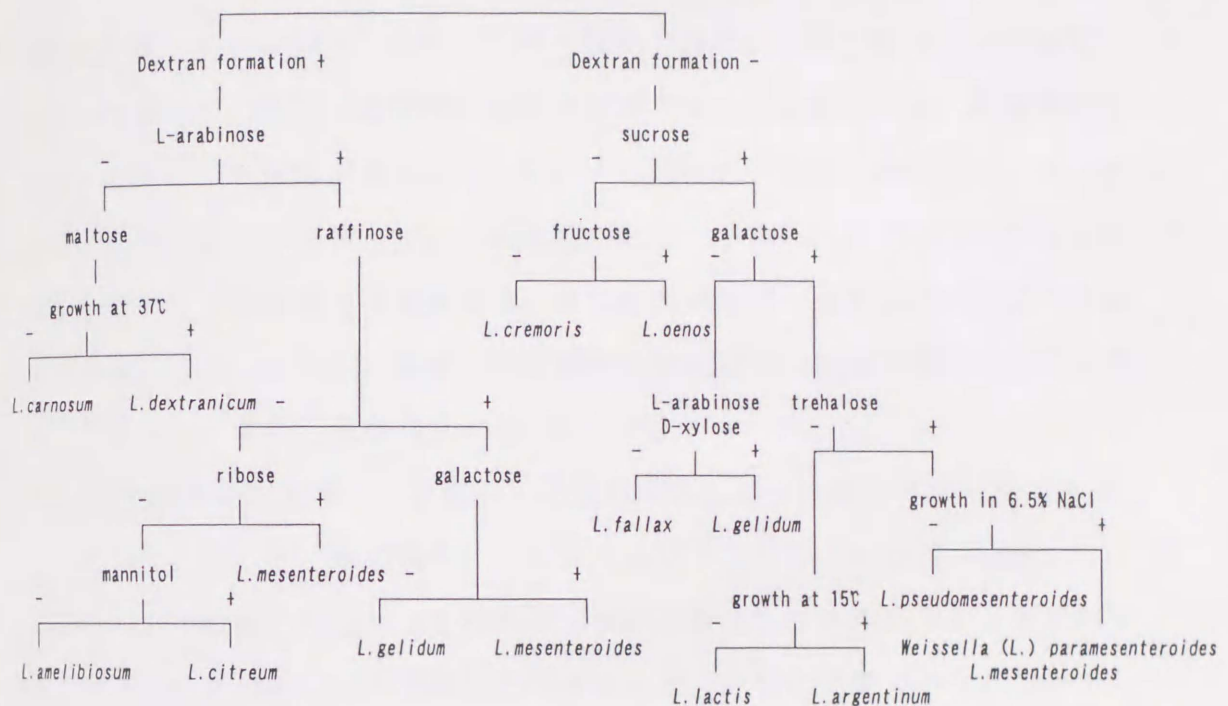 Dextran formation + Dextran formation -
L-arabinose sucrose
- + - +
maltose raffinose fructose galactose
- + - +
growth at 37℃
- + L.cremoris L.oenos
L.carnosum L.dextranicum - + L-arabinose trehalose
D-xylose - +
ribose galactose - +
growth in 6.5% NaCl
- + L.fallax L.gelidum - +
mannitol L.mesenteroides - +
- + growth at 15℃ L.pseudomesenteroides
- +
L.gelidum L.mesenteroides Weissella (L.) paramesenteroides
L.amelibiosum L.citreum L.mesenteroides
L.lactis L.argentinum